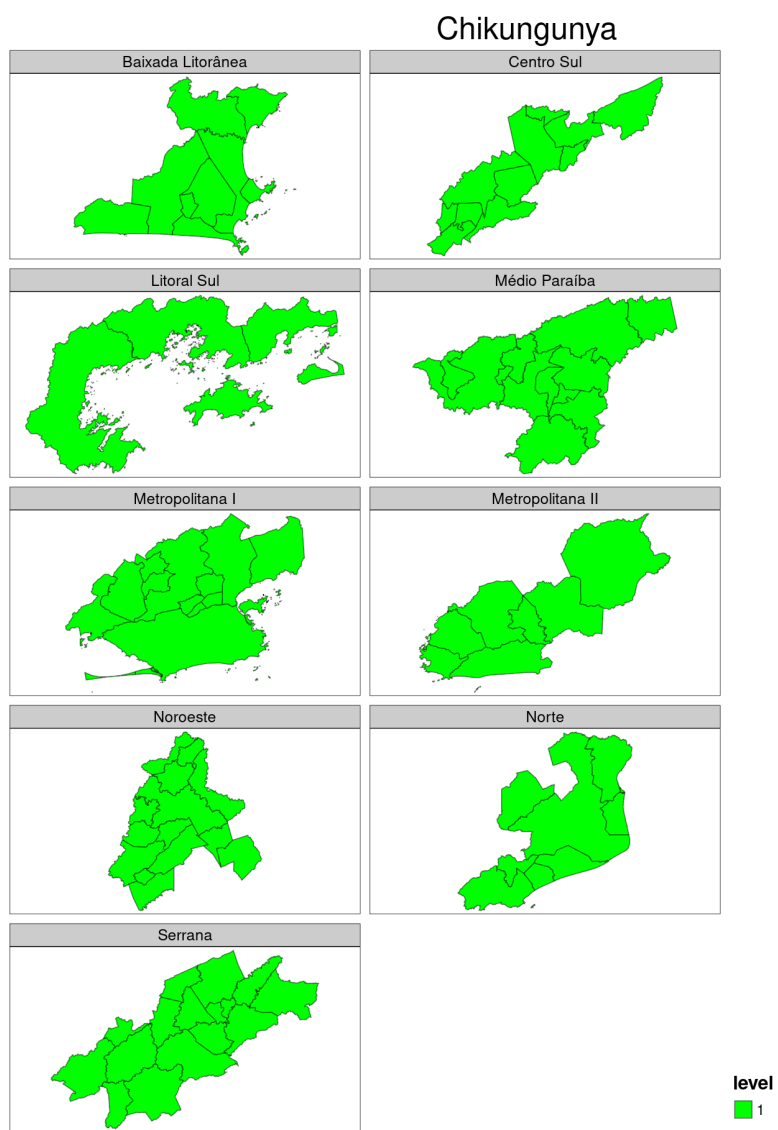 Chikungunya
Baixada Litorânea
Centro Sul
Litoral Sul
Médio Paraíba
Metropolitana I
Metropolitana II
Noroeste
Norte
Serrana
level
1